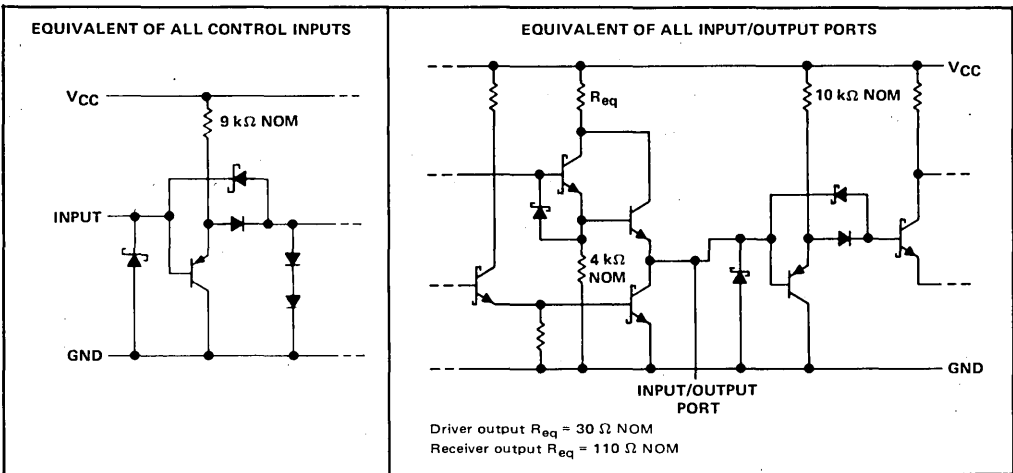 EQUIVALENT OF ALL CONTROL INPUTS
VCC
9 kΩ NOM
INPUT
GND
EQUIVALENT OF ALL INPUT/OUTPUT PORTS
VCC
Req
10 kΩ NOM
4 kΩ
NOM
GND
INPUT/OUTPUT
PORT
Driver output Req = 30 Ω NOM
Receiver output Req = 110 Ω NOM